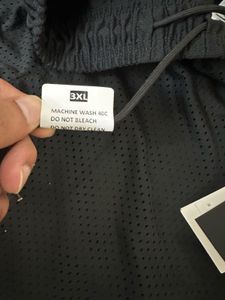 3XL
MACHINE WASH 40C
DO NOT BLEACH
DO NOT DRY CLEAN